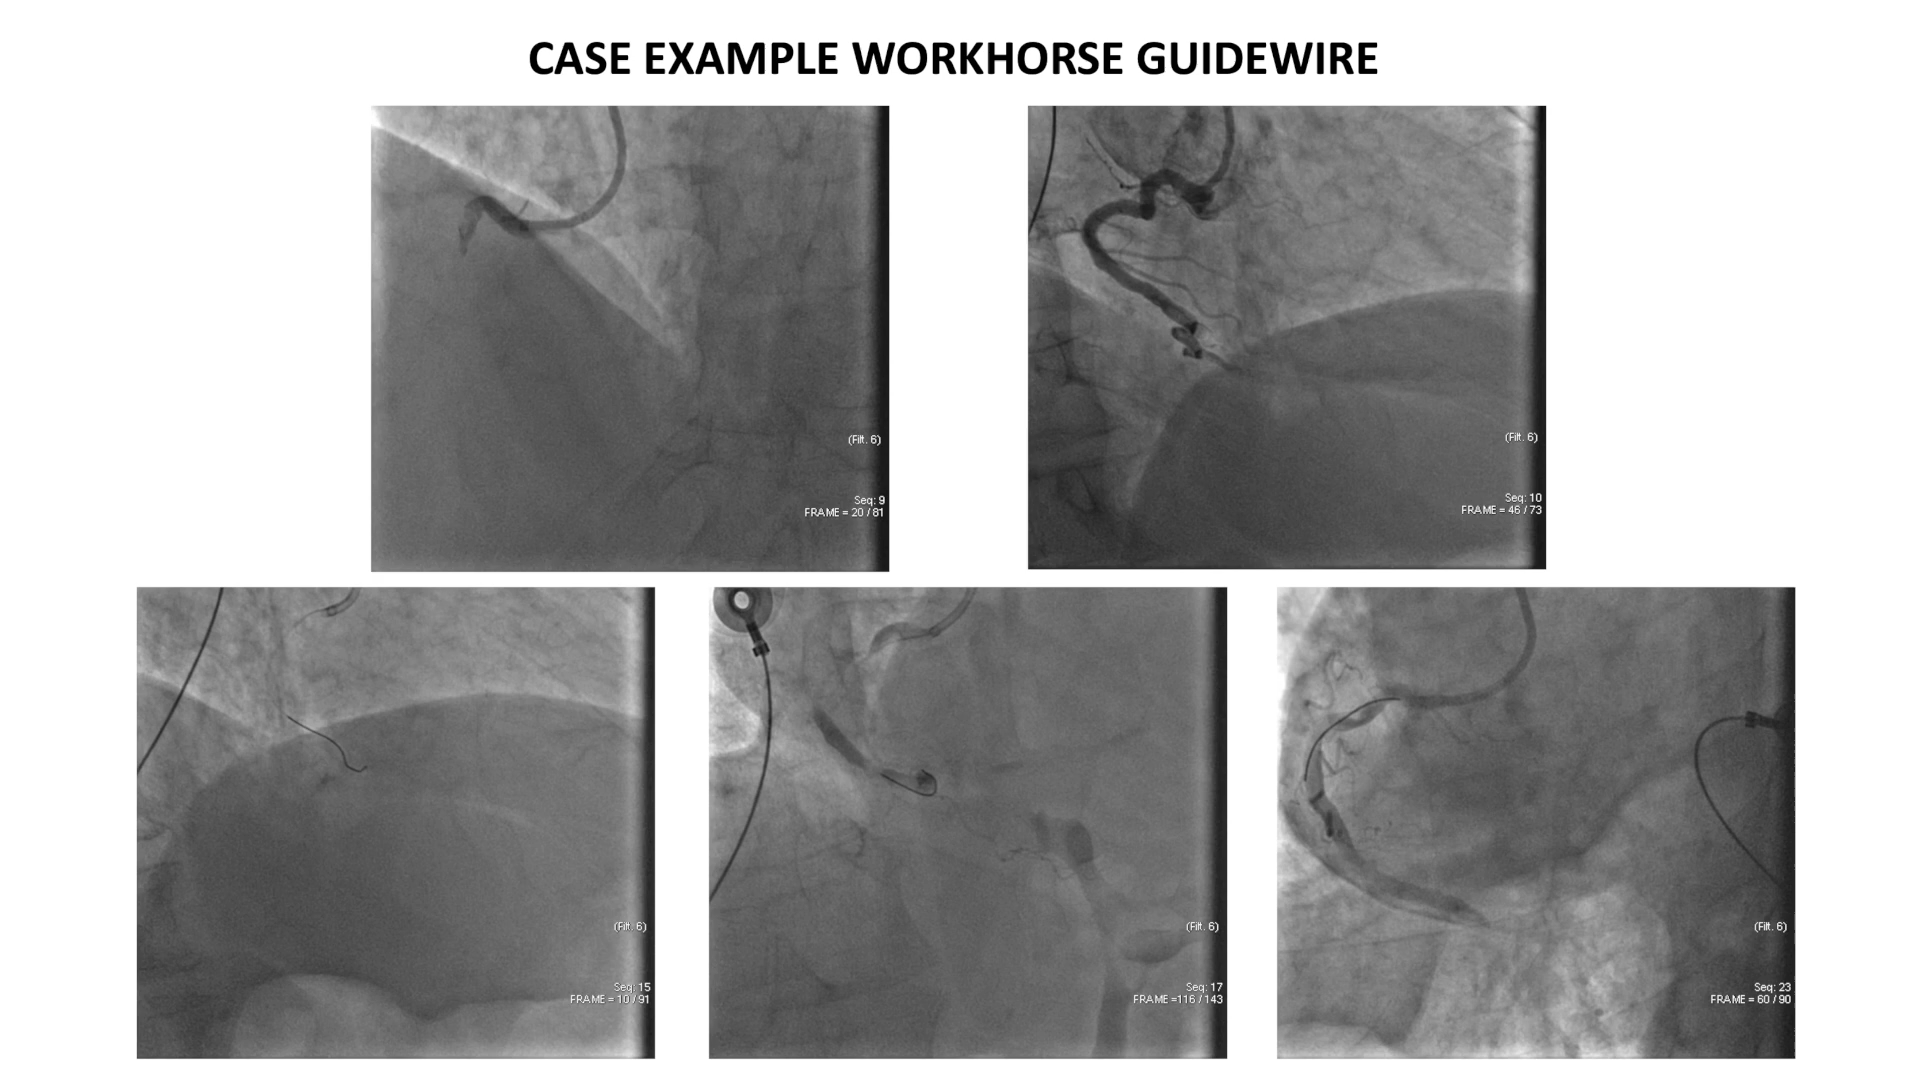 CASE EXAMPLE WORKHORSE GUIDEWIRE
(Filt. 6)
Seq: 9
FRAME = 20 / 81
(Filt. 6)
Seq: 10
FRAME = 46 / 73
(Filt. 6)
Seq: 15
FRAME = 10 / 91
(Filt. 6)
Seq: 17
FRAME =116 / 143
(Filt. 6)
Seq: 23
FRAME = 60 / 90